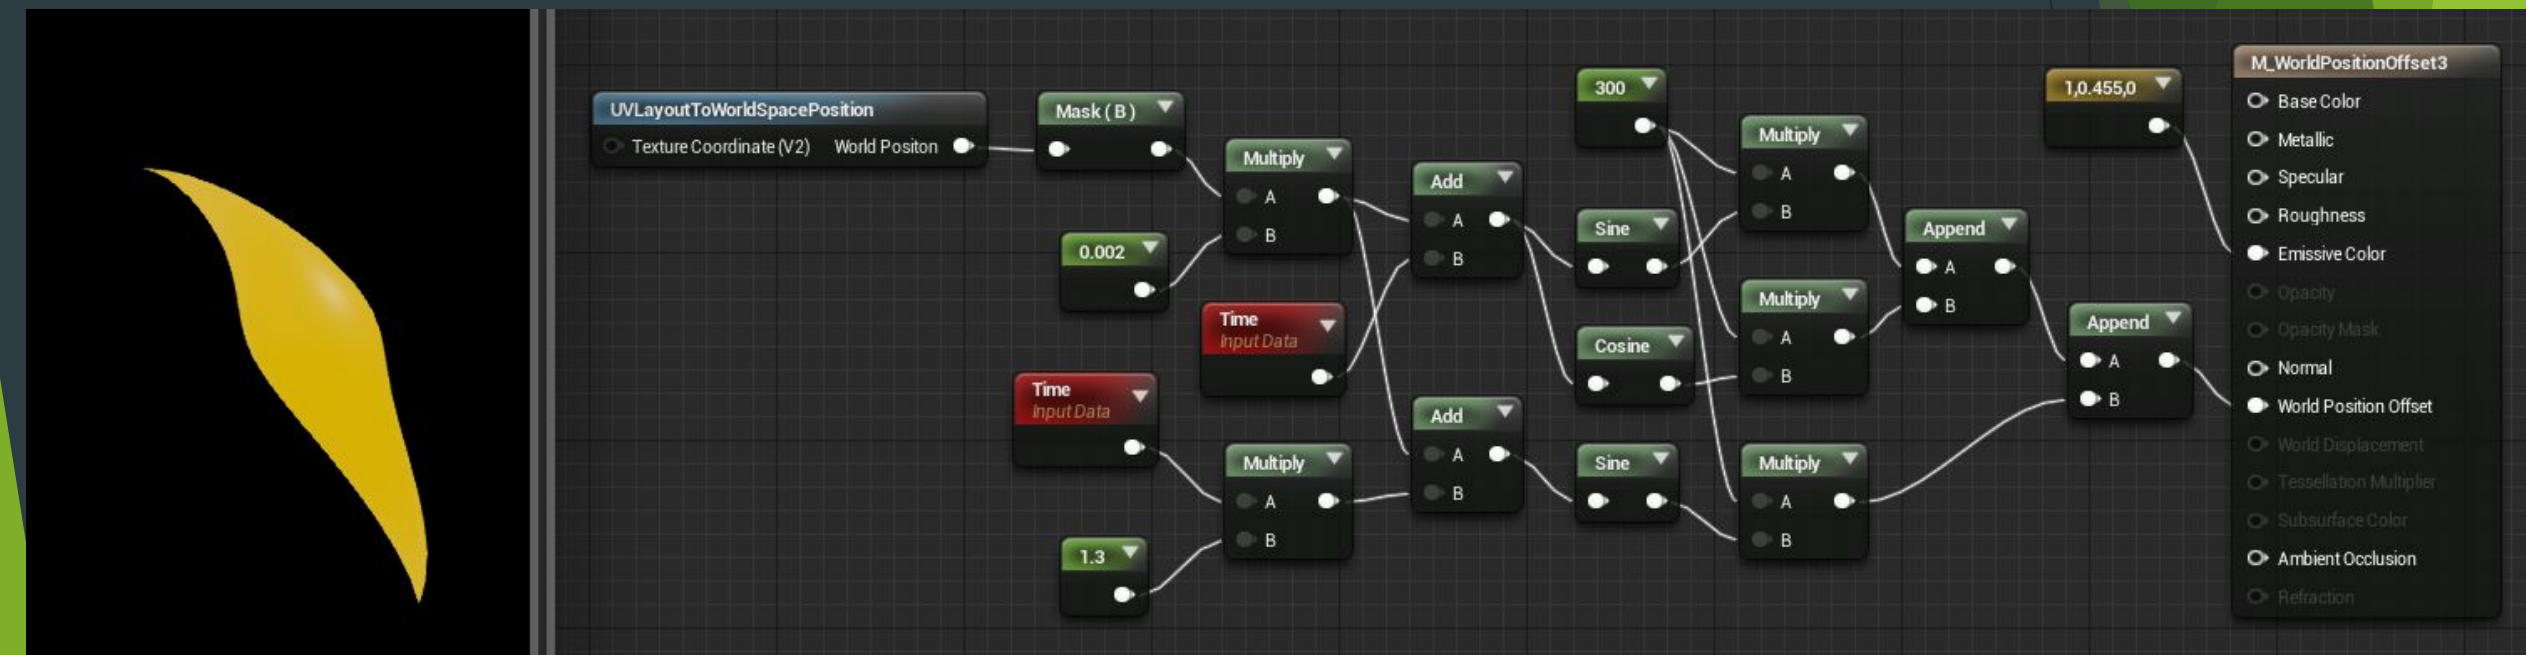 UVLayoutToWorldSpacePosition
Texture Coordinate (V2) World Positon
Mask ( B )
0.002
Time
Input Data
1.3
Multiply
A
B
Time
Input Data
Multiply
A
B
Add
A
B
Add
A
B
300
Sine
Cosine
Sine
Multiply
A
B
Multiply
A
B
Multiply
A
B
Append
A
B
1,0.455,0
Append
A
B
M_WorldPositionOffset3
Base Color
Metallic
Specular
Roughness
Emissive Color
Opacity
Opacity Mask
Normal
World Position Offset
World Displacement
Tessellation Multiplier
Subsurface Color
Ambient Occlusion
Refraction